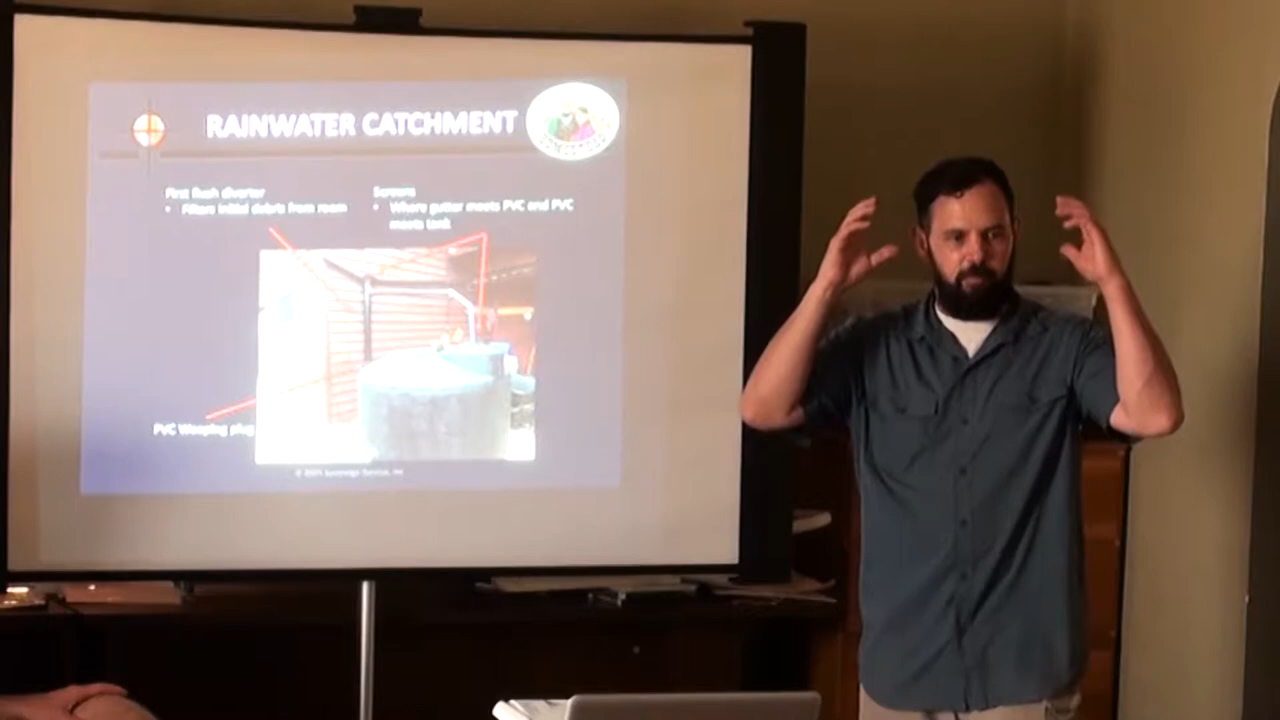 RAINWATER CATCHMENT
First flush diverter
• Filters initial debris from room
Screens
• Where gutter meets PVC and PVC
meets tank
PVC Weeping plug